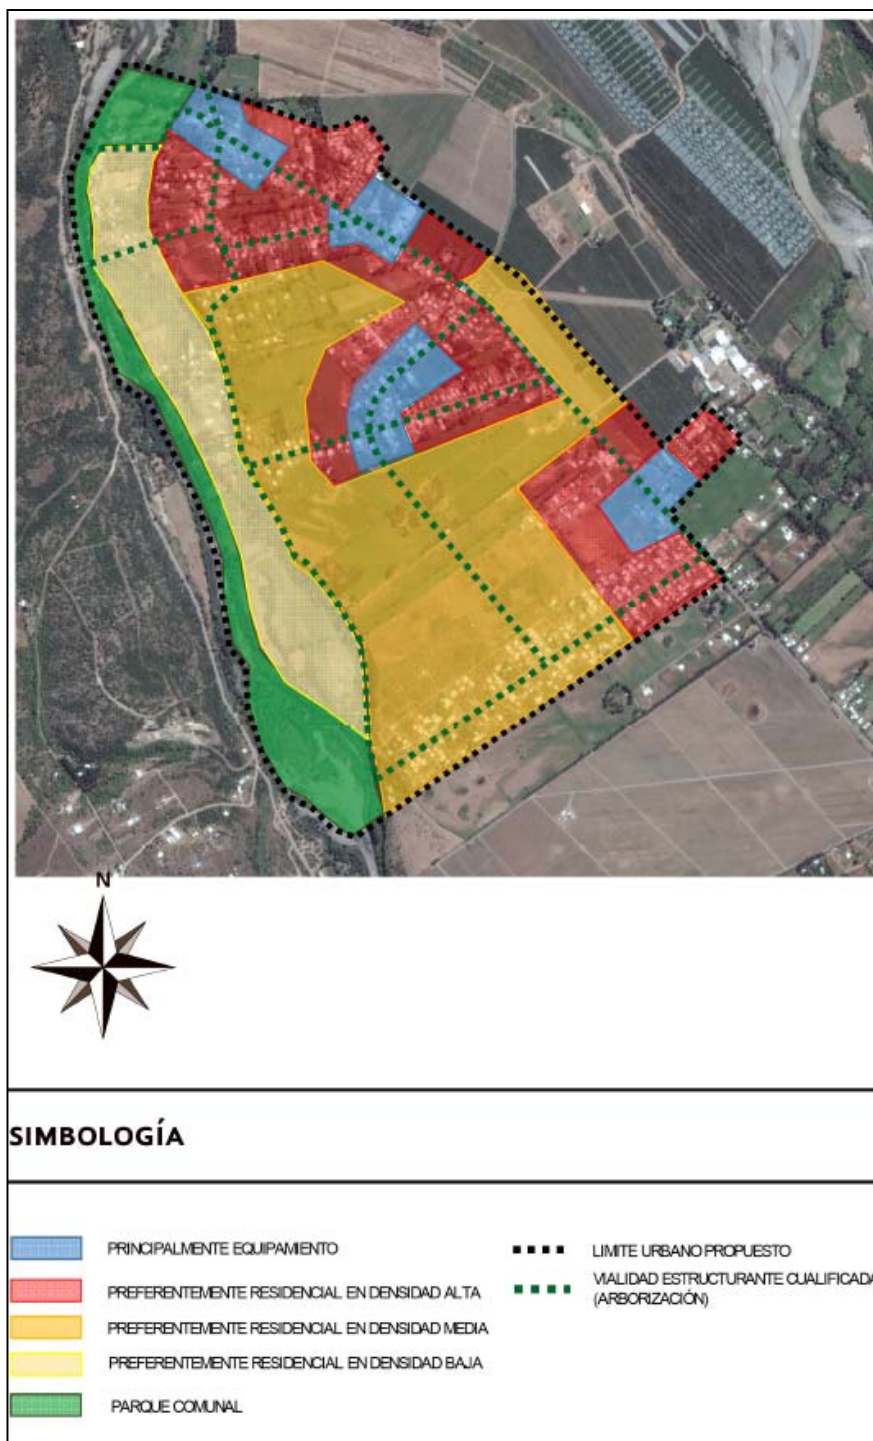 N
SIMBOLOGÍA
PRINCIPALMENTE EQUIPAMIENTO
PREFERENTEMENTE RESIDENCIAL EN DENSIDAD ALTA
PREFERENTEMENTE RESIDENCIAL EN DENSIDAD MEDIA
PREFERENTEMENTE RESIDENCIAL EN DENSIDAD BAJA
PARQUE COMUNAL
LIMITE URBANO PROPUESTO
VIALIDAD ESTRUCTURANTE CUALIFICADA
(ARBORIZACIÓN)